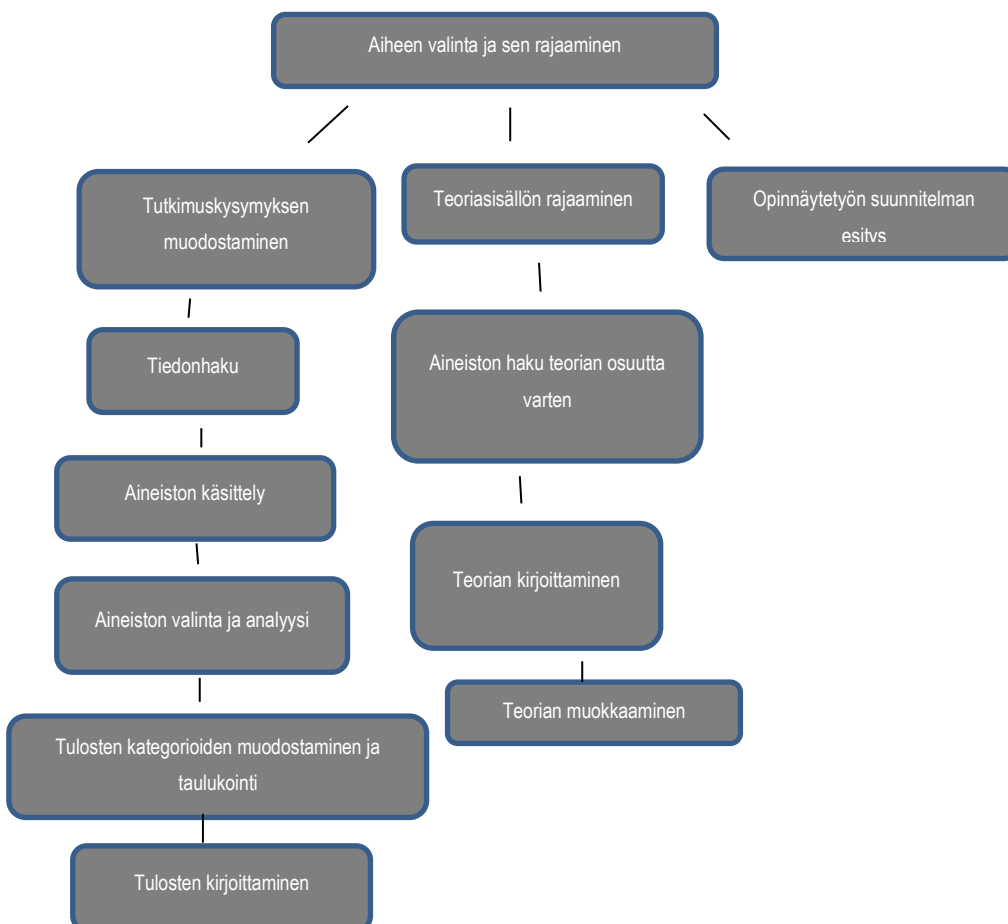 Aiheen valinta ja sen rajaaminen
Tutkimuskysymyksen
muodostaminen
Teoriasisällön rajaaminen
Opinnäytetyön suunnitelman
esitys
Tiedonhaku
Aineiston haku teorian osuutta
varten
Aineiston käsittely
Teorian kirjoittaminen
Aineiston valinta ja analyysi
Teorian muokkaaminen
Tulosten kategorioiden muodostaminen ja
taulukointi
Tulosten kirjoittaminen